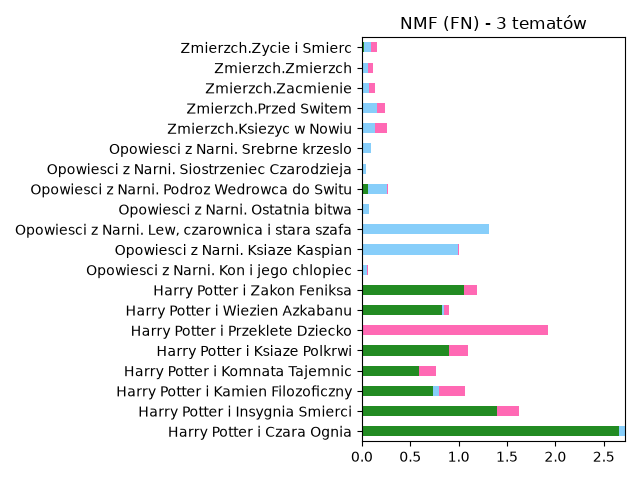 NMF (FN) - 3 tematów
Zmierzch.Zycie i Smierc
Zmierzch.Zmierzch
Zmierzch.Zacmienie
Zmierzch.Przed Switem
Zmierzch.Ksiezyc w Nowiu
Opowiesci z Narni. Srebrne krzeslo
Opowiesci z Narni. Siostrzeniec Czarodzieja
Opowiesci z Narni. Podroz Wedrowca do Switu
Opowiesci z Narni. Ostatnia bitwa
Opowiesci z Narni. Lew, czarownica i stara szafa
Opowiesci z Narni. Ksiaze Kaspian
Opowiesci z Narni. Kon i jego chlopiec
Harry Potter i Zakon Feniksa
Harry Potter i Wiezien Azkabanu
Harry Potter i Przeklete Dziecko
Harry Potter i Ksiaze Polkrwi
Harry Potter i Komnata Tajemnic
Harry Potter i Kamien Filozoficzny
Harry Potter i Insygnia Smierci
Harry Potter i Czara Ognia
0.0 0.5 1.0 1.5 2.0 2.5